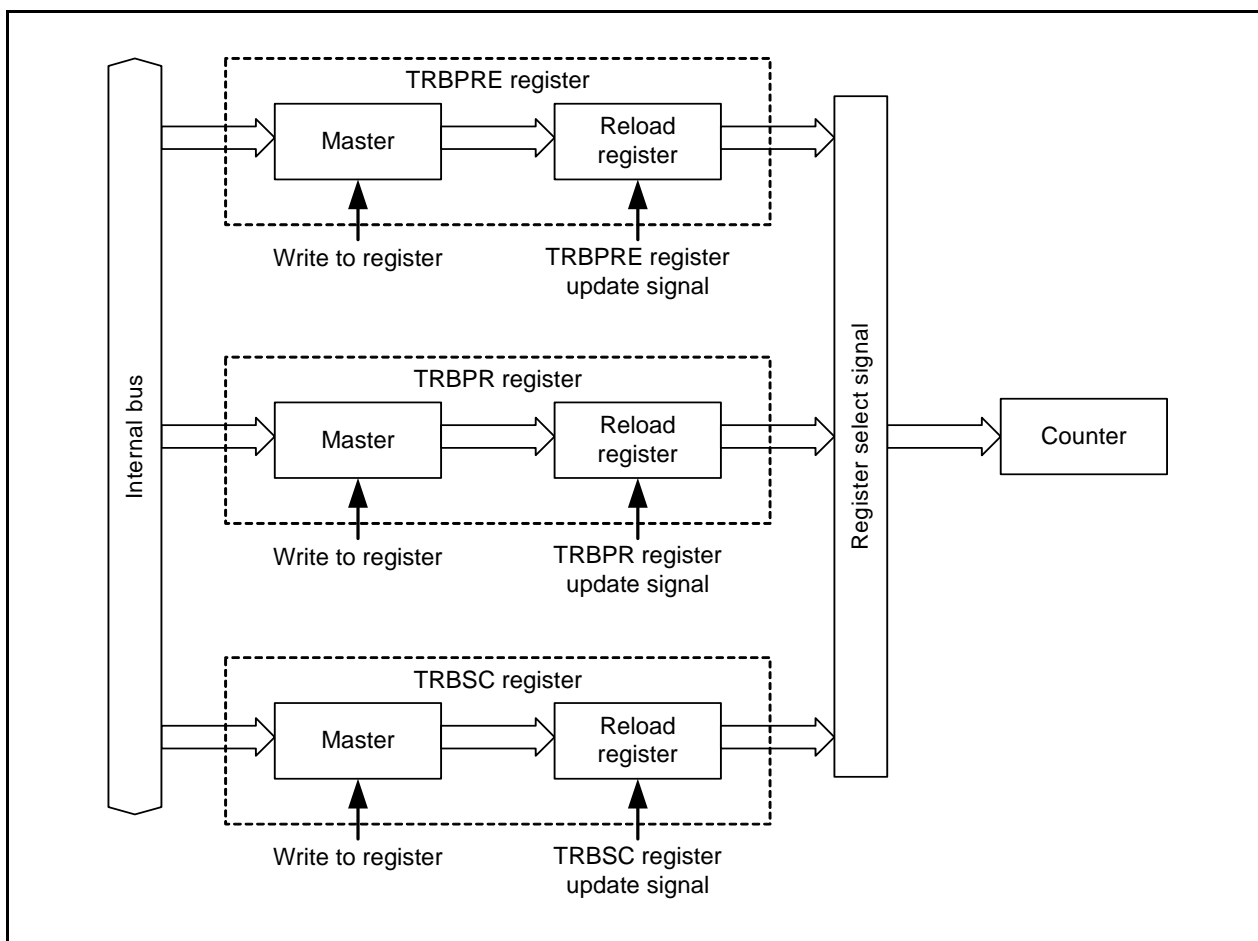 TRBPRE register
Master
Reload
register
Write to register
TRBPRE register
update signal
Internal bus
TRBPR register
Master
Reload
register
Write to register
TRBPR register
update signal
Register select signal
Counter
TRBSC register
Master
Reload
register
Write to register
TRBSC register
update signal